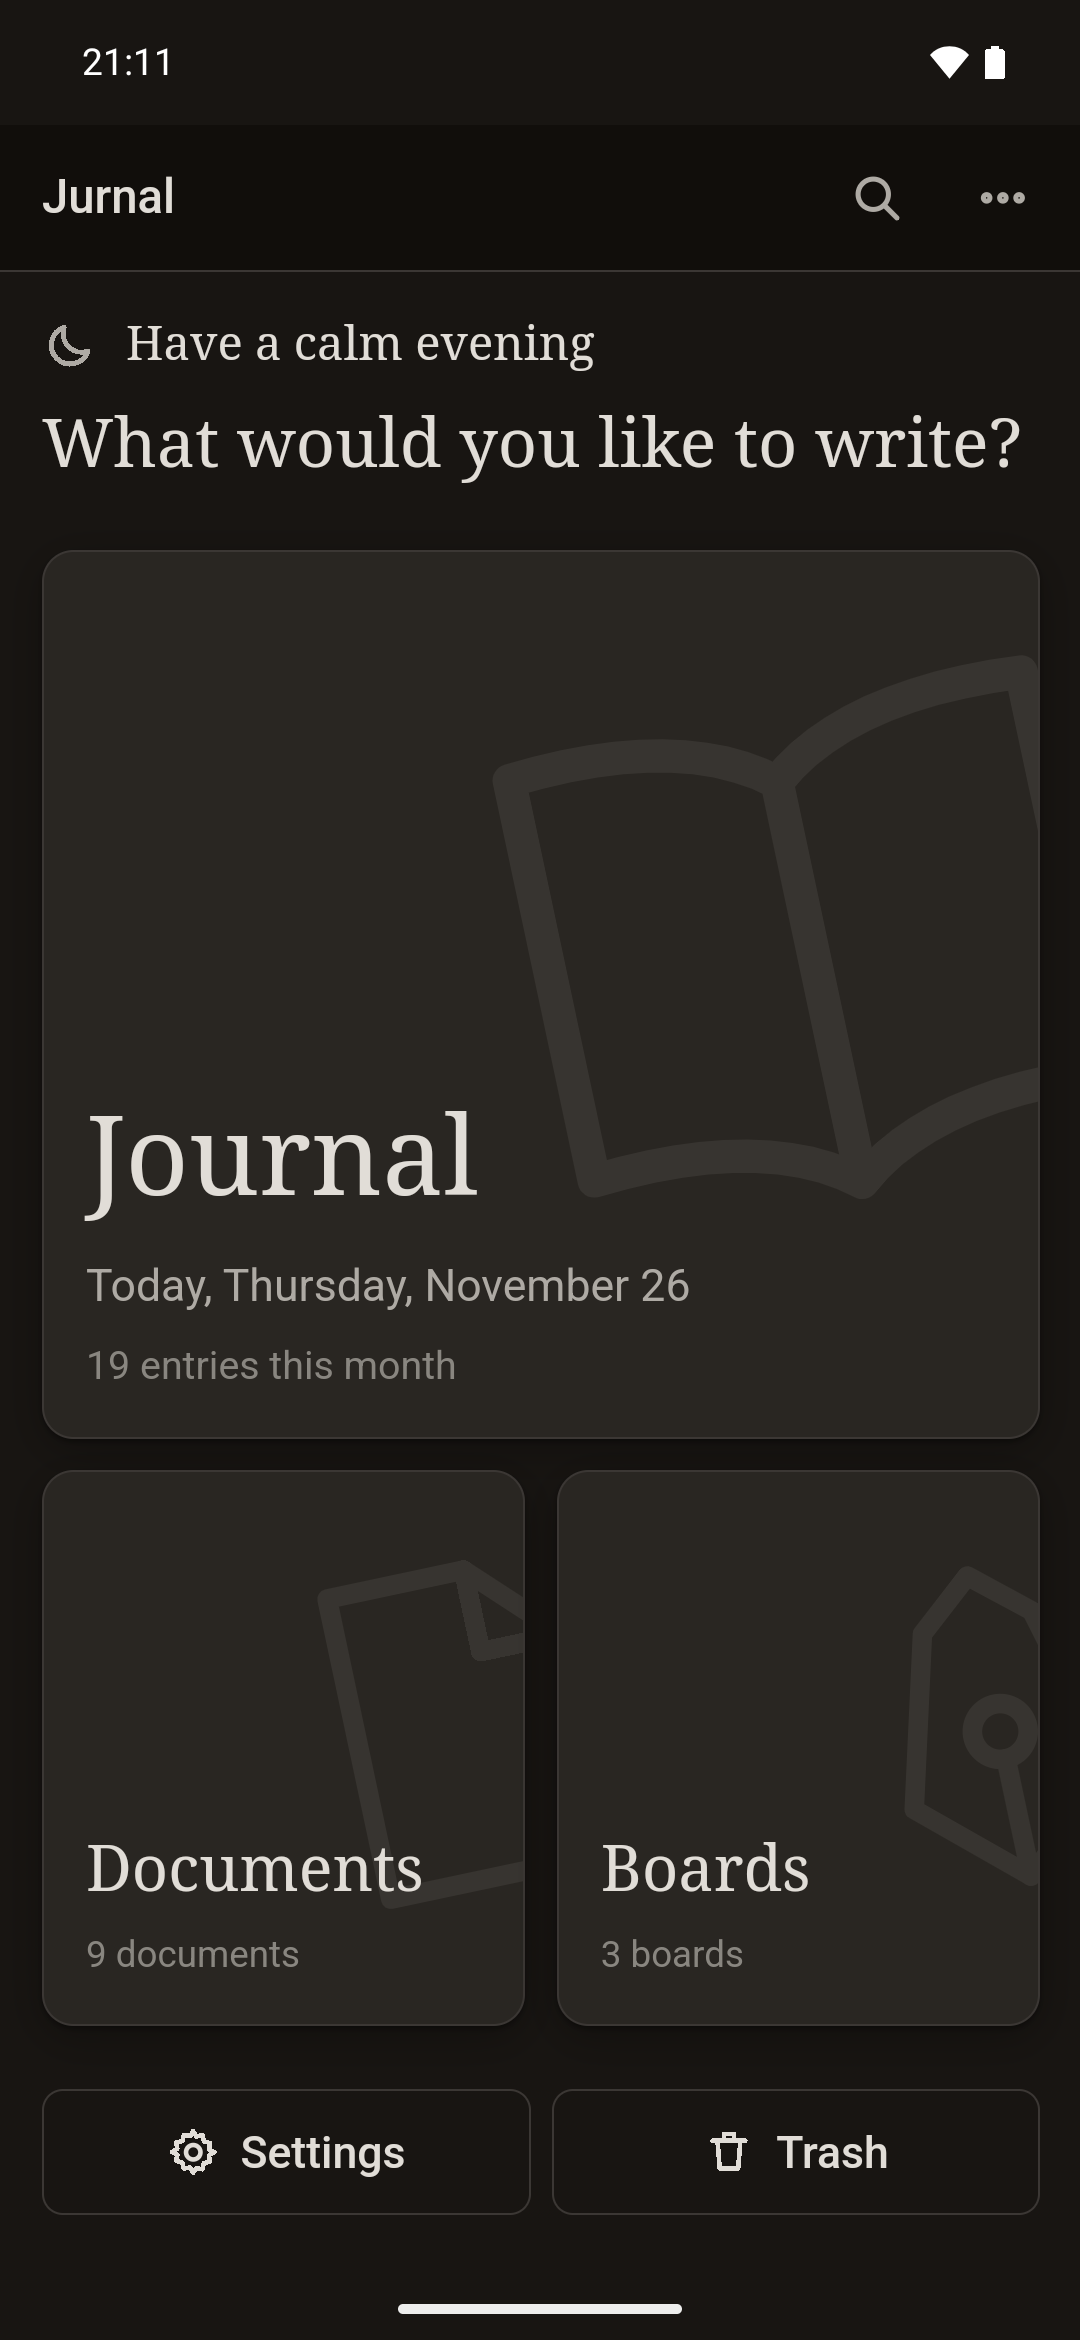 21:11
Jurnal
Have a calm evening
What would you like to write?
Journal
Today, Thursday, November 26
19 entries this month
Documents
9 documents
Boards
3 boards
Settings
Trash